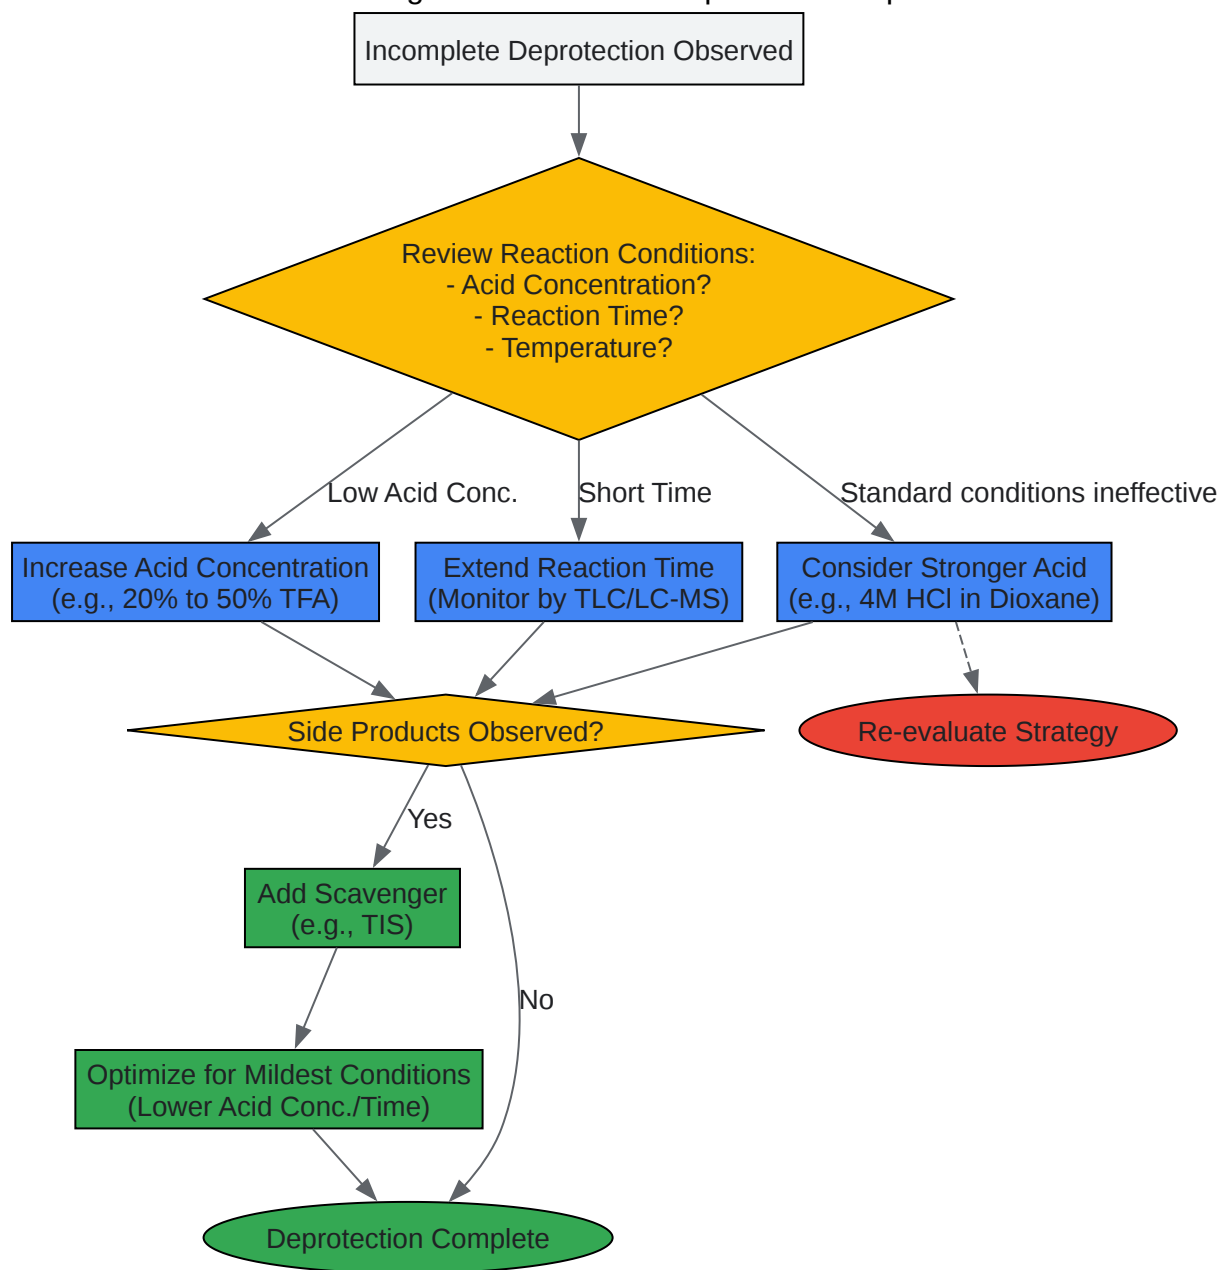 Incomplete Deprotection Observed
Review Reaction Conditions:
- Acid Concentration?
- Reaction Time?
- Temperature?
Low Acid Conc.
Short Time
Standard conditions ineffective
Increase Acid Concentration
(e.g., 20% to 50% TFA)
Extend Reaction Time
(Monitor by TLC/LC-MS)
Consider Stronger Acid
(e.g., 4M HCl in Dioxane)
Side Products Observed?
Re-evaluate Strategy
Yes
Add Scavenger
(e.g., TIS)
No
Optimize for Mildest Conditions
(Lower Acid Conc./Time)
Deprotection Complete